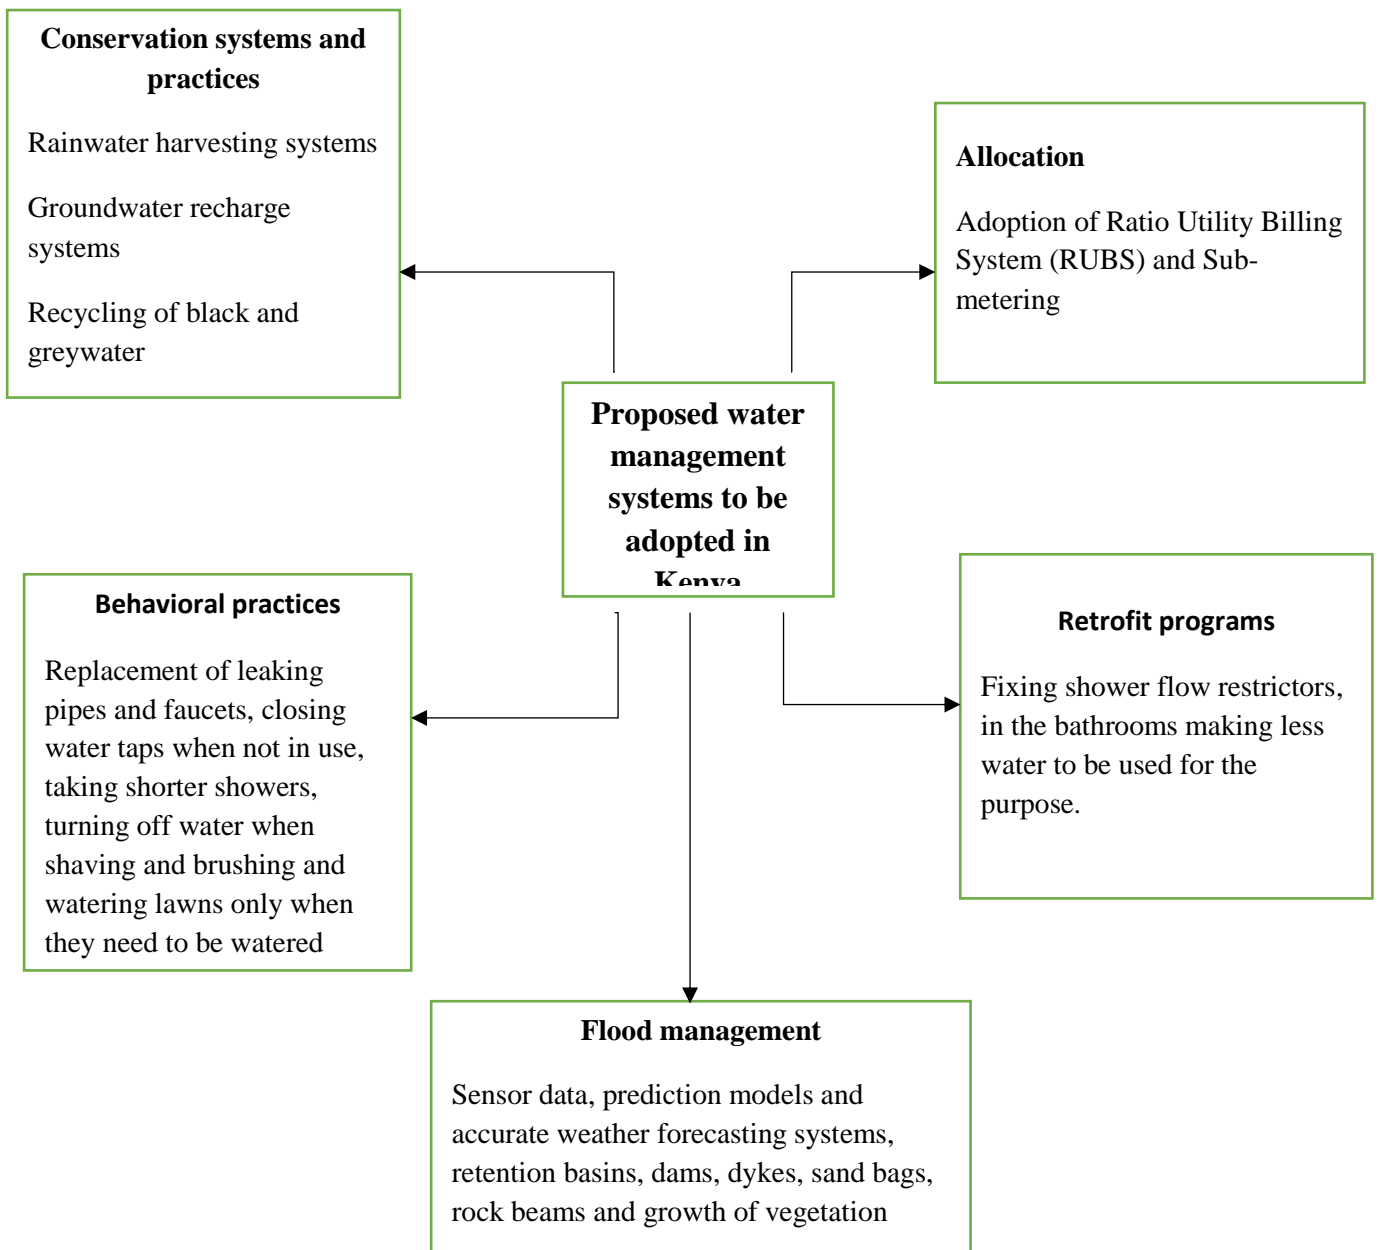 Conservation systems and
practices
Rainwater harvesting systems
Groundwater recharge
systems
Recycling of black and
greywater
Allocation
Adoption of Ratio Utility Billing
System (RUBS) and Sub-
metering
Proposed water
management
systems to be
adopted in
Kenya
Behavioral practices
Replacement of leaking
pipes and faucets, closing
water taps when not in use,
taking shorter showers,
turning off water when
shaving and brushing and
watering lawns only when
they need to be watered
Retrofit programs
Fixing shower flow restrictors,
in the bathrooms making less
water to be used for the
purpose.
Flood management
Sensor data, prediction models and
accurate weather forecasting systems,
retention basins, dams, dykes, sand bags,
rock beams and growth of vegetation